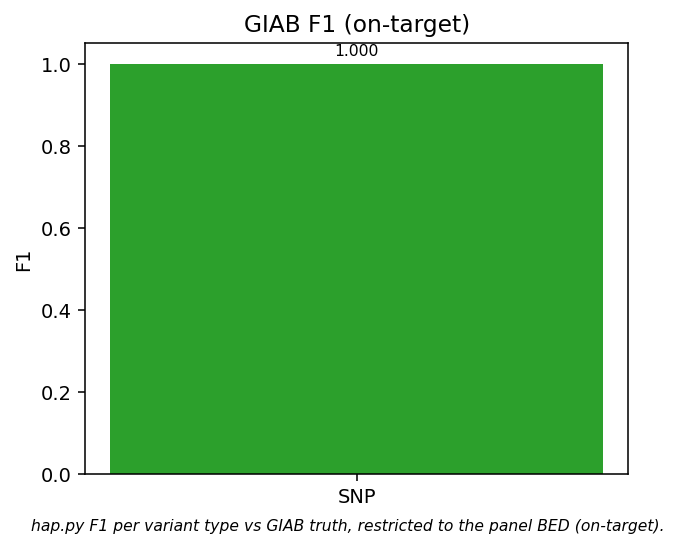 GIAB F1 (on-target)
1.000
1.0
0.8
0.6
0.4
0.2
0.0
F1
SNP
hap.py F1 per variant type vs GIAB truth, restricted to the panel BED (on-target).